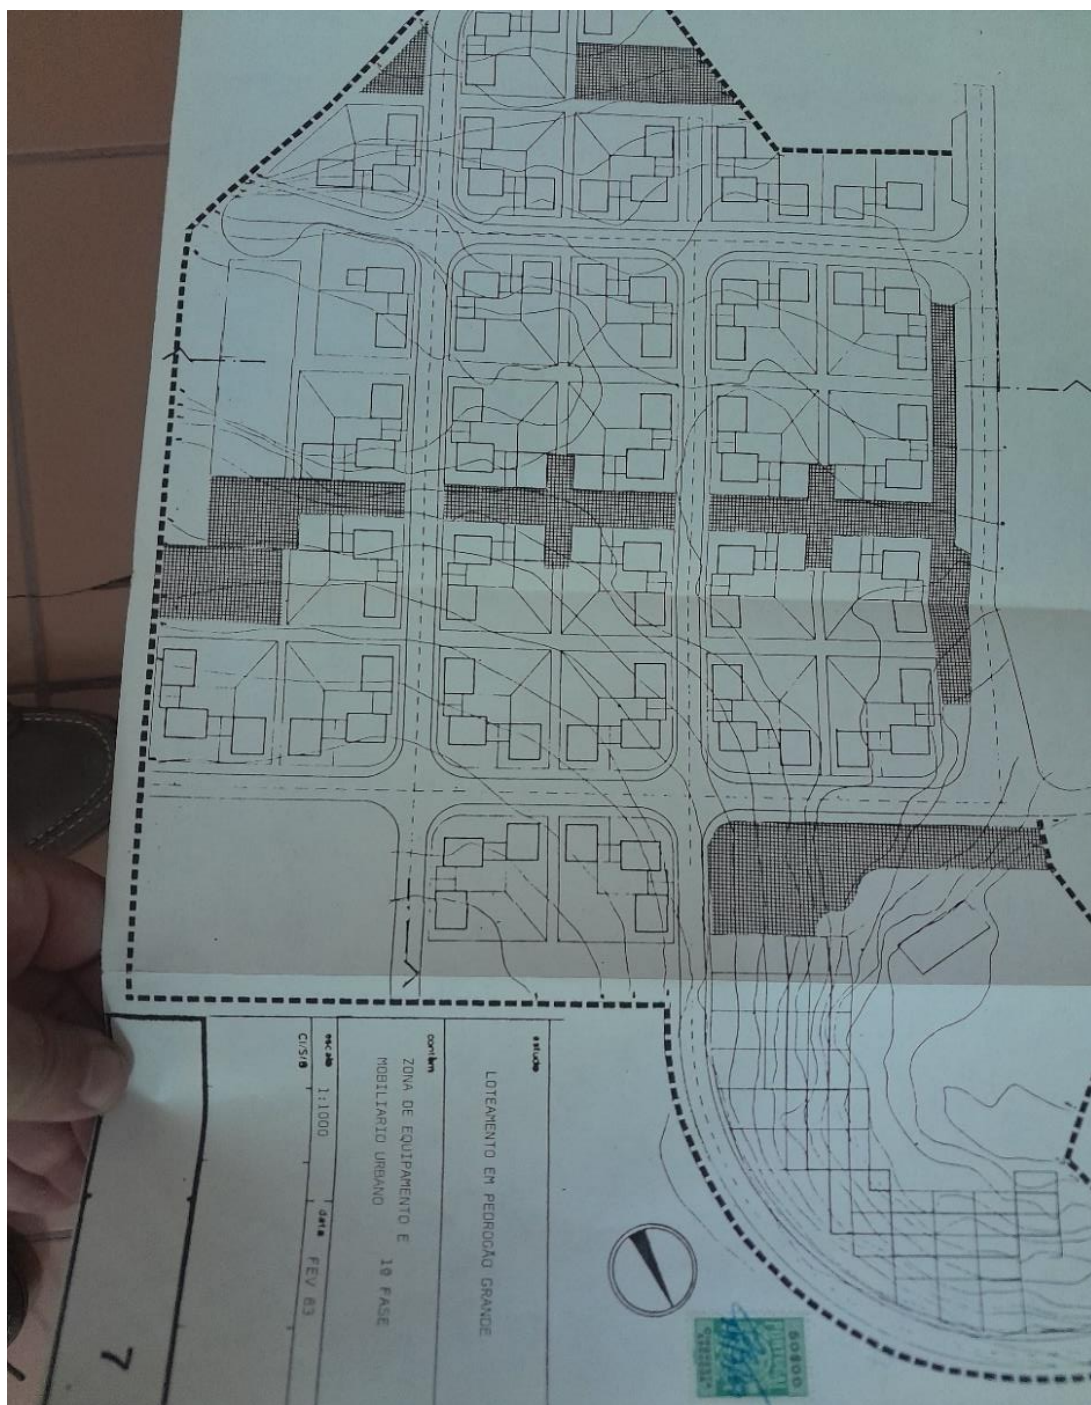 estudo
LOTEAMENTO EM PEDROGÃO GRANDE
contém
ZONA DE EQUIPAMENTO E
MOBILIARIO URBANO 1ª FASE
escala 1:1000 data FEV 83
CI/S/B
7